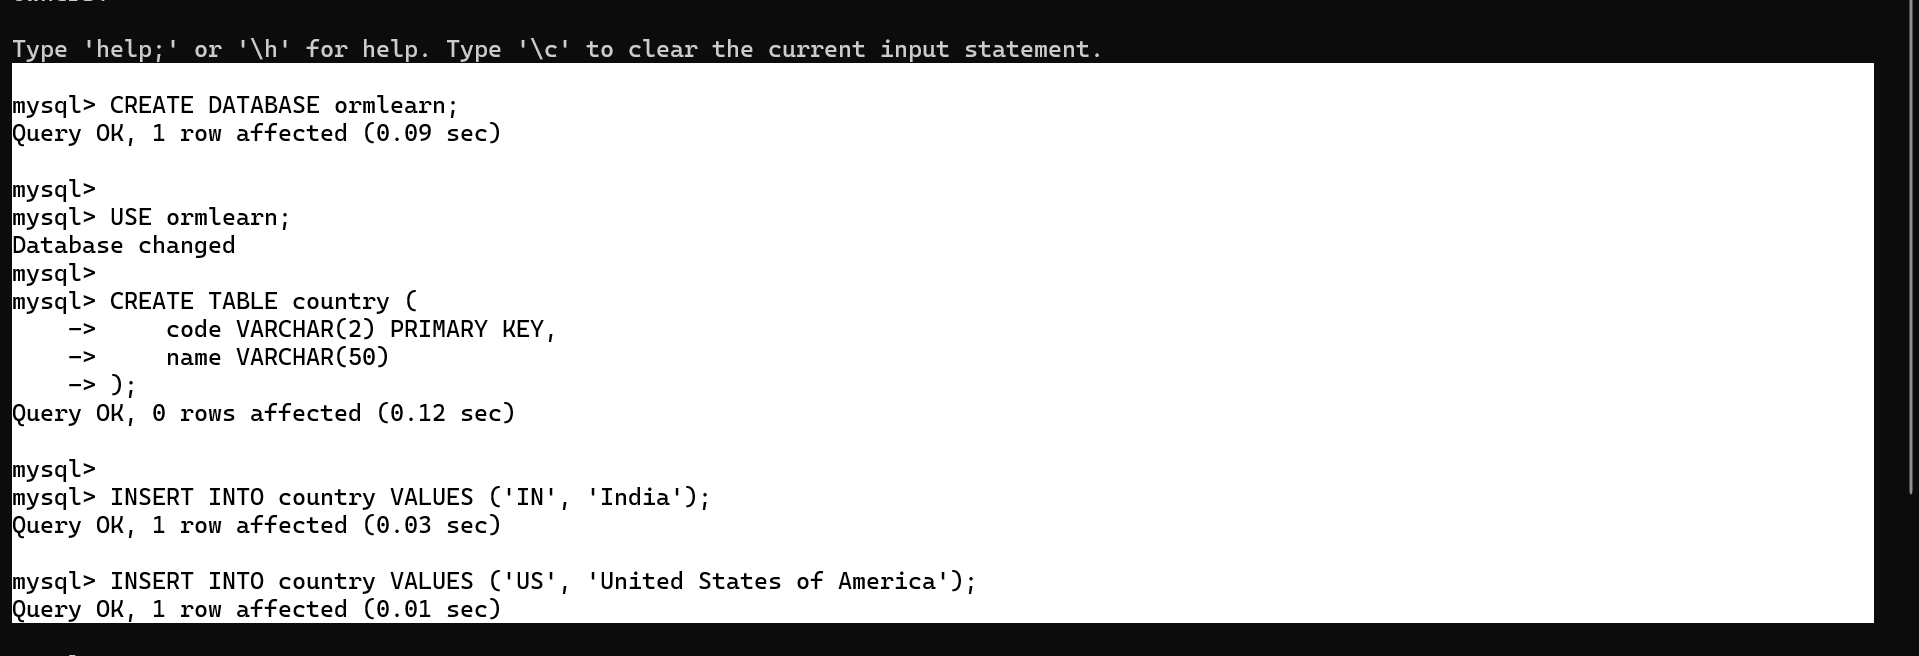 Type 'help;' or '\h' for help. Type '\c' to clear the current input statement.
mysql> CREATE DATABASE ormlearn;
Query OK, 1 row affected (0.09 sec)
mysql>
mysql> USE ormlearn;
Database changed
mysql>
mysql> CREATE TABLE country (
    ->     code VARCHAR(2) PRIMARY KEY,
    ->     name VARCHAR(50)
    -> );
Query OK, 0 rows affected (0.12 sec)
mysql>
mysql> INSERT INTO country VALUES ('IN', 'India');
Query OK, 1 row affected (0.03 sec)
mysql> INSERT INTO country VALUES ('US', 'United States of America');
Query OK, 1 row affected (0.01 sec)